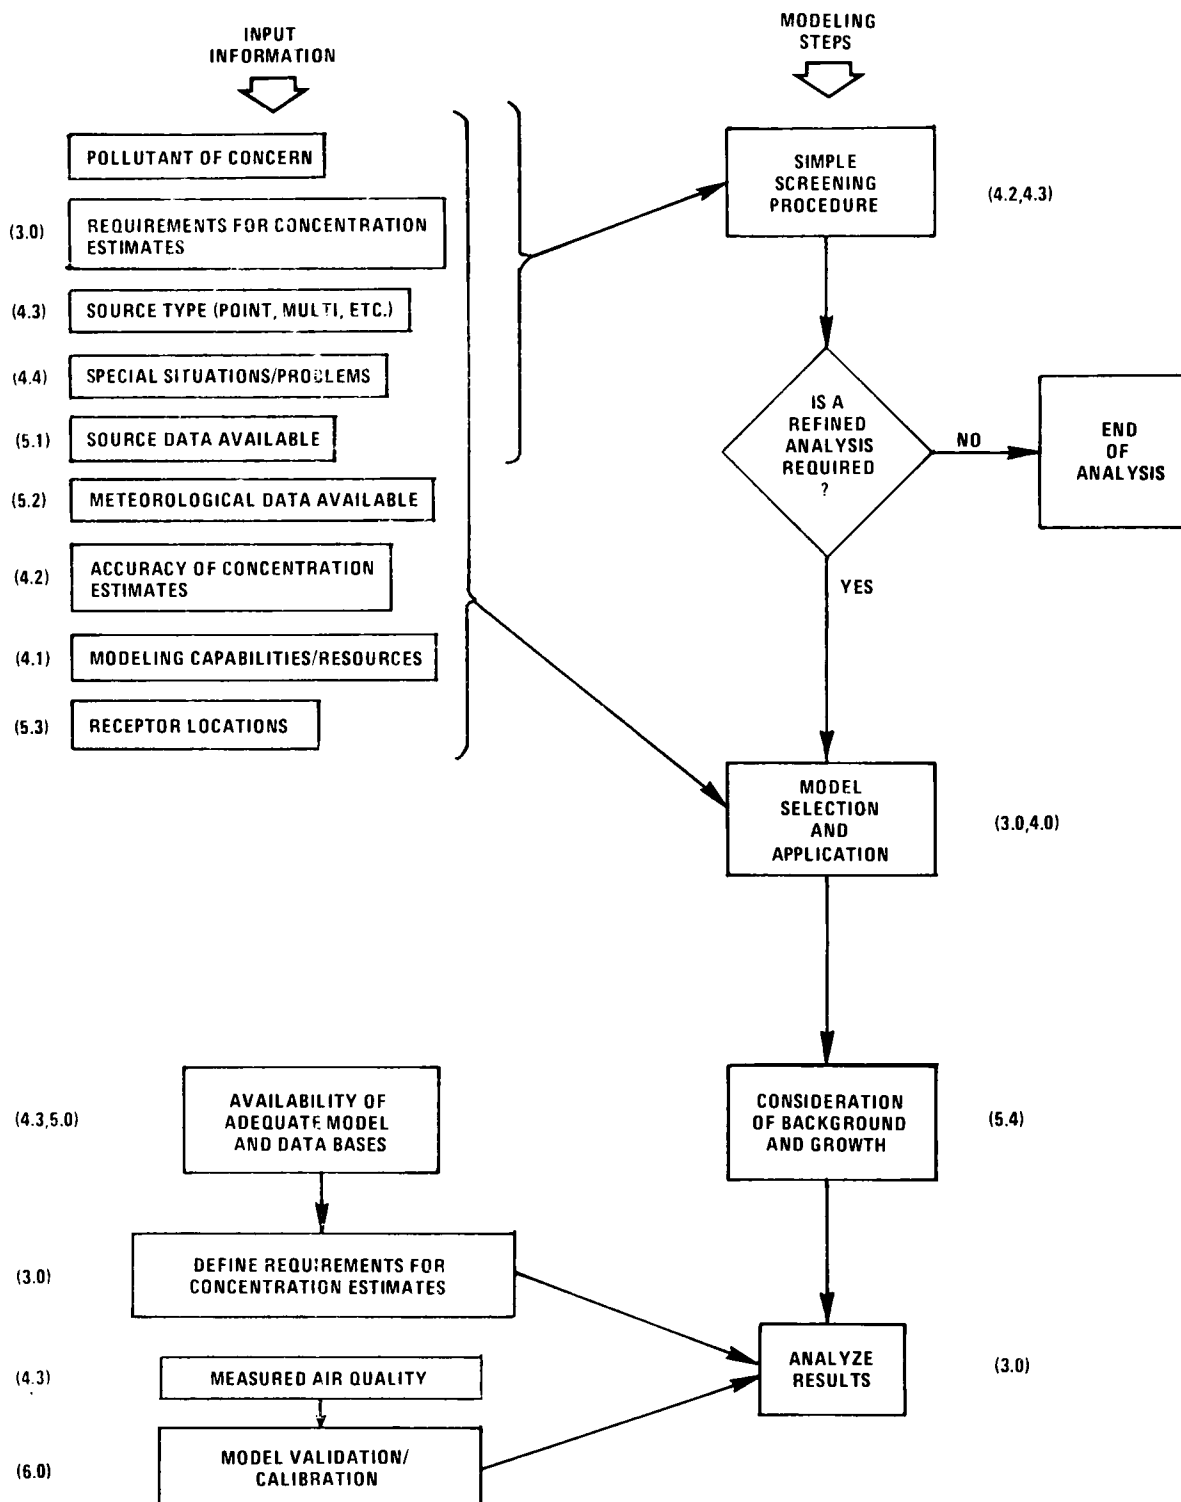 INPUT
INFORMATION
MODELING
STEPS
POLLUTANT OF CONCERN
(3.0)
REQUIREMENTS FOR CONCENTRATION
ESTIMATES
(4.3)
SOURCE TYPE (POINT, MULTI, ETC.)
(4.4)
SPECIAL SITUATIONS/PROBLEMS
(5.1)
SOURCE DATA AVAILABLE
(5.2)
METEOROLOGICAL DATA AVAILABLE
(4.2)
ACCURACY OF CONCENTRATION
ESTIMATES
(4.1)
MODELING CAPABILITIES/RESOURCES
(5.3)
RECEPTOR LOCATIONS
SIMPLE
SCREENING
PROCEDURE
(4.2,4.3)
IS A
REFINED
ANALYSIS
REQUIRED
?
NO
END
OF
ANALYSIS
YES
MODEL
SELECTION
AND
APPLICATION
(3.0,4.0)
(4.3,5.0)
AVAILABILITY OF
ADEQUATE MODEL
AND DATA BASES
CONSIDERATION
OF BACKGROUND
AND GROWTH
(5.4)
(3.0)
DEFINE REQUIREMENTS FOR
CONCENTRATION ESTIMATES
(4.3)
MEASURED AIR QUALITY
ANALYZE
RESULTS
(3.0)
(6.0)
MODEL VALIDATION/
CALIBRATION